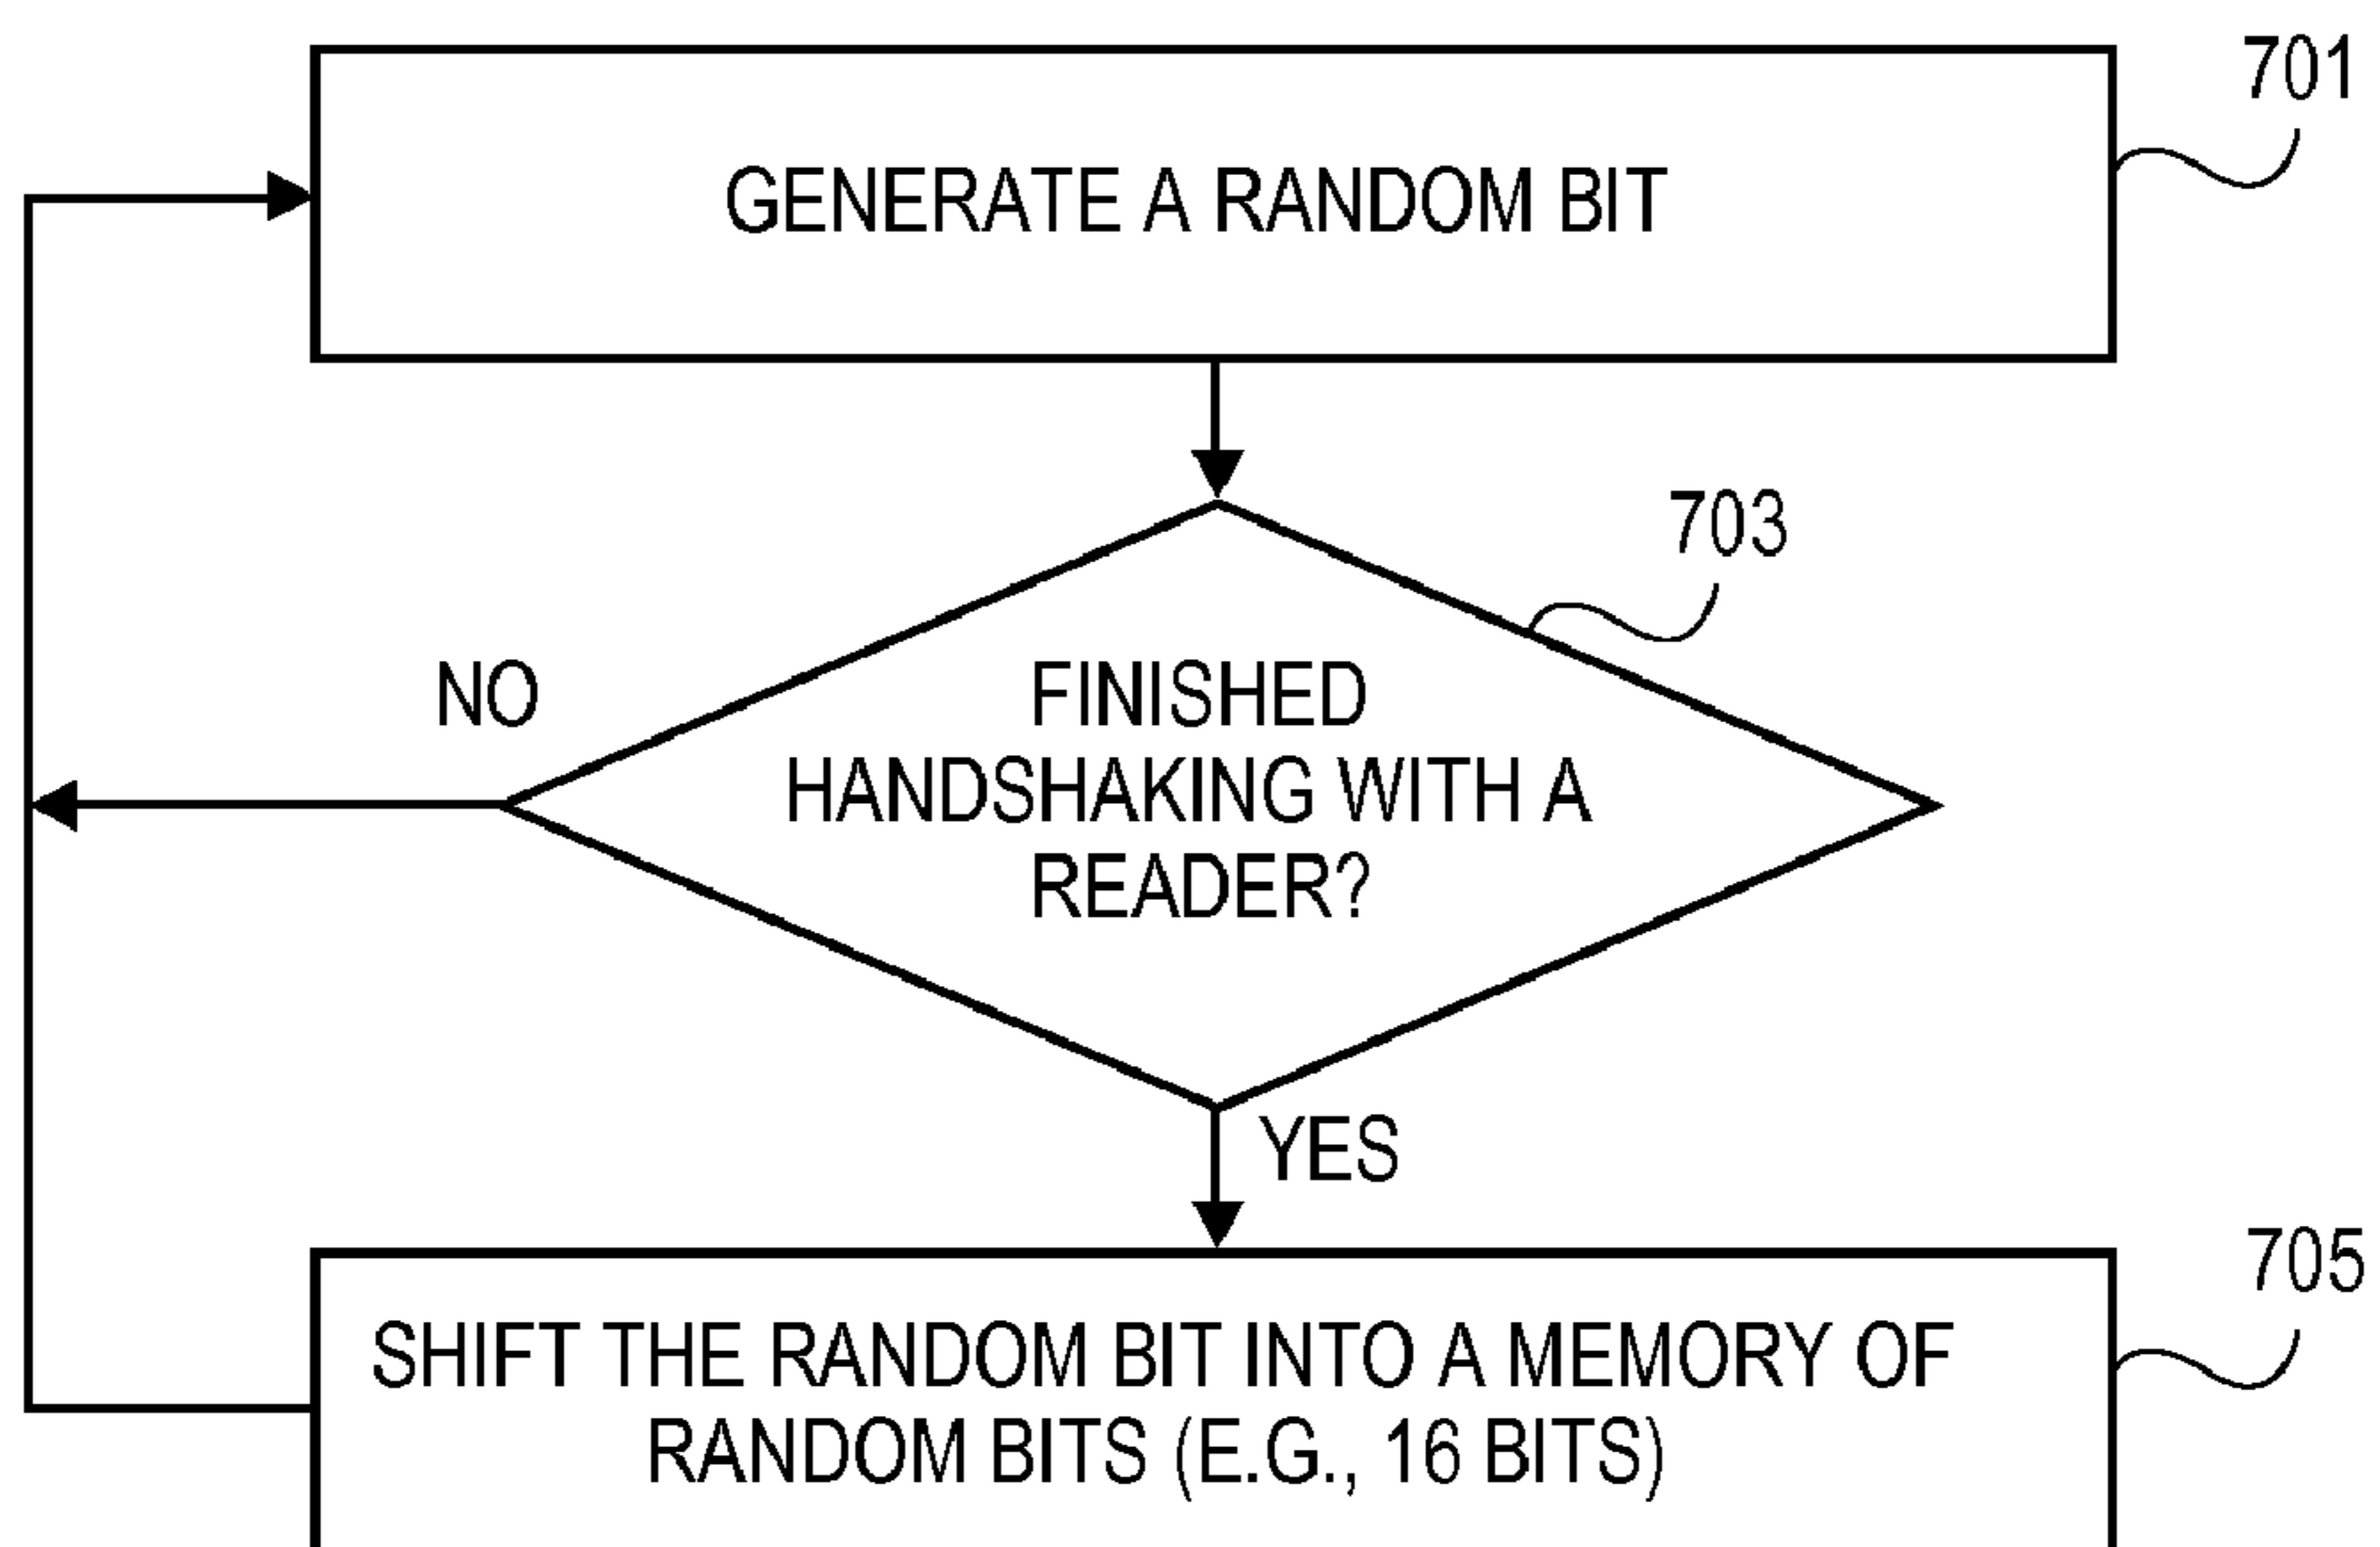 701
GENERATE A RANDOM BIT
703
NO
FINISHED
HANDSHAKING WITH A
READER?
YES
705
SHIFT THE RANDOM BIT INTO A MEMORY OF
RANDOM BITS (E.G., 16 BITS)